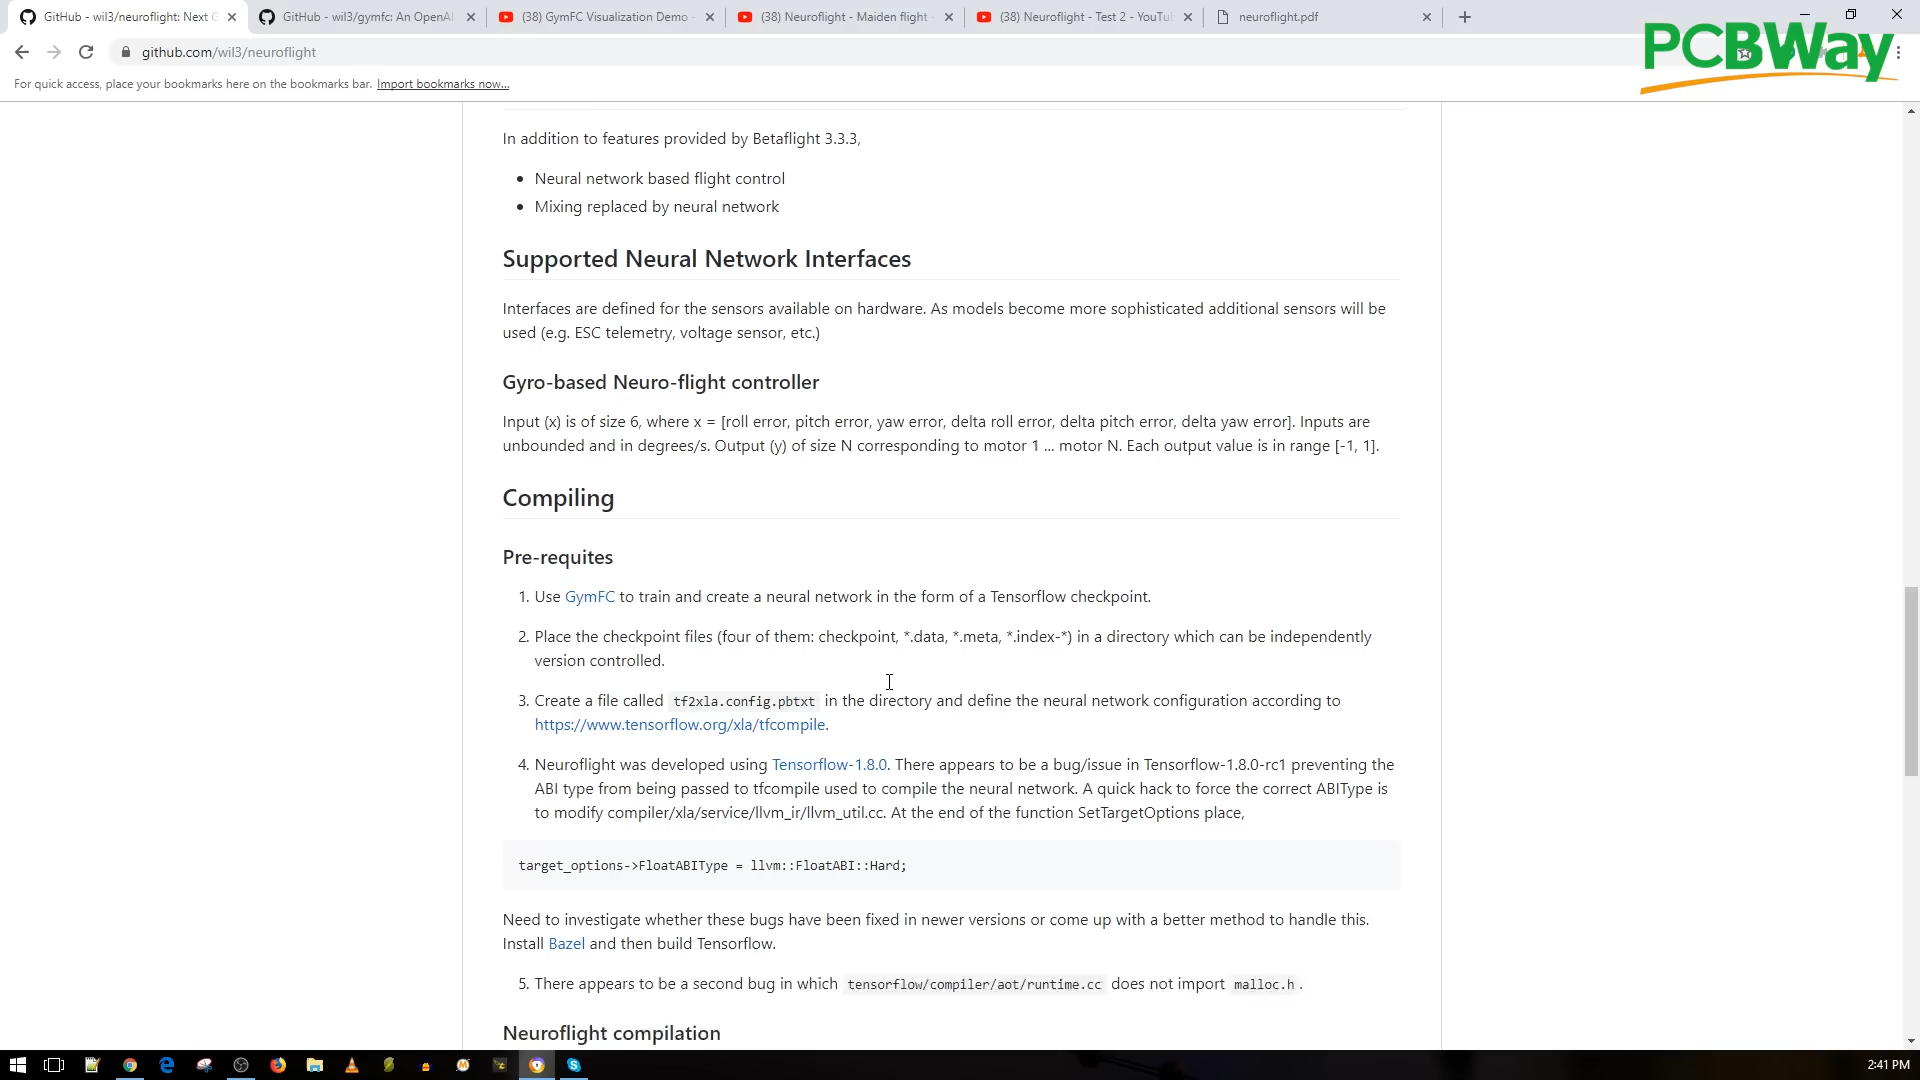 GitHub - wil3/neuroflight: Next G
GitHub - wil3/gymfc: An OpenAI
(38) GymFC Visualization Demo -
(38) Neuroflight - Maiden flight -
(38) Neuroflight - Test 2 - YouTu
neuroflight.pdf
PCBWay
github.com/wil3/neuroflight
For quick access, place your bookmarks here on the bookmarks bar. Import bookmarks now...
In addition to features provided by Betaflight 3.3.3,
Neural network based flight control
Mixing replaced by neural network
Supported Neural Network Interfaces
Interfaces are defined for the sensors available on hardware. As models become more sophisticated additional sensors will be
used (e.g. ESC telemetry, voltage sensor, etc.)
Gyro-based Neuro-flight controller
Input (x) is of size 6, where x = [roll error, pitch error, yaw error, delta roll error, delta pitch error, delta yaw error]. Inputs are
unbounded and in degrees/s. Output (y) of size N corresponding to motor 1 ... motor N. Each output value is in range [-1, 1].
Compiling
Pre-requites
1. Use GymFC to train and create a neural network in the form of a Tensorflow checkpoint.
2. Place the checkpoint files (four of them: checkpoint, *.data, *.meta, *.index-*) in a directory which can be independently
version controlled.
3. Create a file called tf2xla.config.pbtxt in the directory and define the neural network configuration according to
https://www.tensorflow.org/xla/tfcompile.
4. Neuroflight was developed using Tensorflow-1.8.0. There appears to be a bug/issue in Tensorflow-1.8.0-rc1 preventing the
ABI type from being passed to tfcompile used to compile the neural network. A quick hack to force the correct ABIType is
to modify compiler/xla/service/llvm_ir/llvm_util.cc. At the end of the function SetTargetOptions place,
target_options->FloatABIType = llvm::FloatABI::Hard;
Need to investigate whether these bugs have been fixed in newer versions or come up with a better method to handle this.
Install Bazel and then build Tensorflow.
5. There appears to be a second bug in which tensorflow/compiler/aot/runtime.cc does not import malloc.h.
Neuroflight compilation
2:41 PM